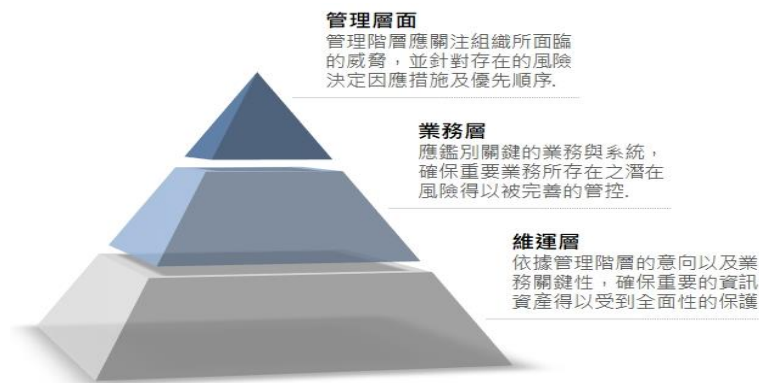 管理層面
管理階層應關注組織所面臨
的威脅，並針對存在的風險
決定因應措施及優先順序.
業務層
應鑑別關鍵的業務與系統，
確保重要業務所存在之潛在
風險得以被完善的管控.
維運層
依據管理階層的意向以及業
務關鍵性，確保重要的資訊
資產得以受到全面性的保護